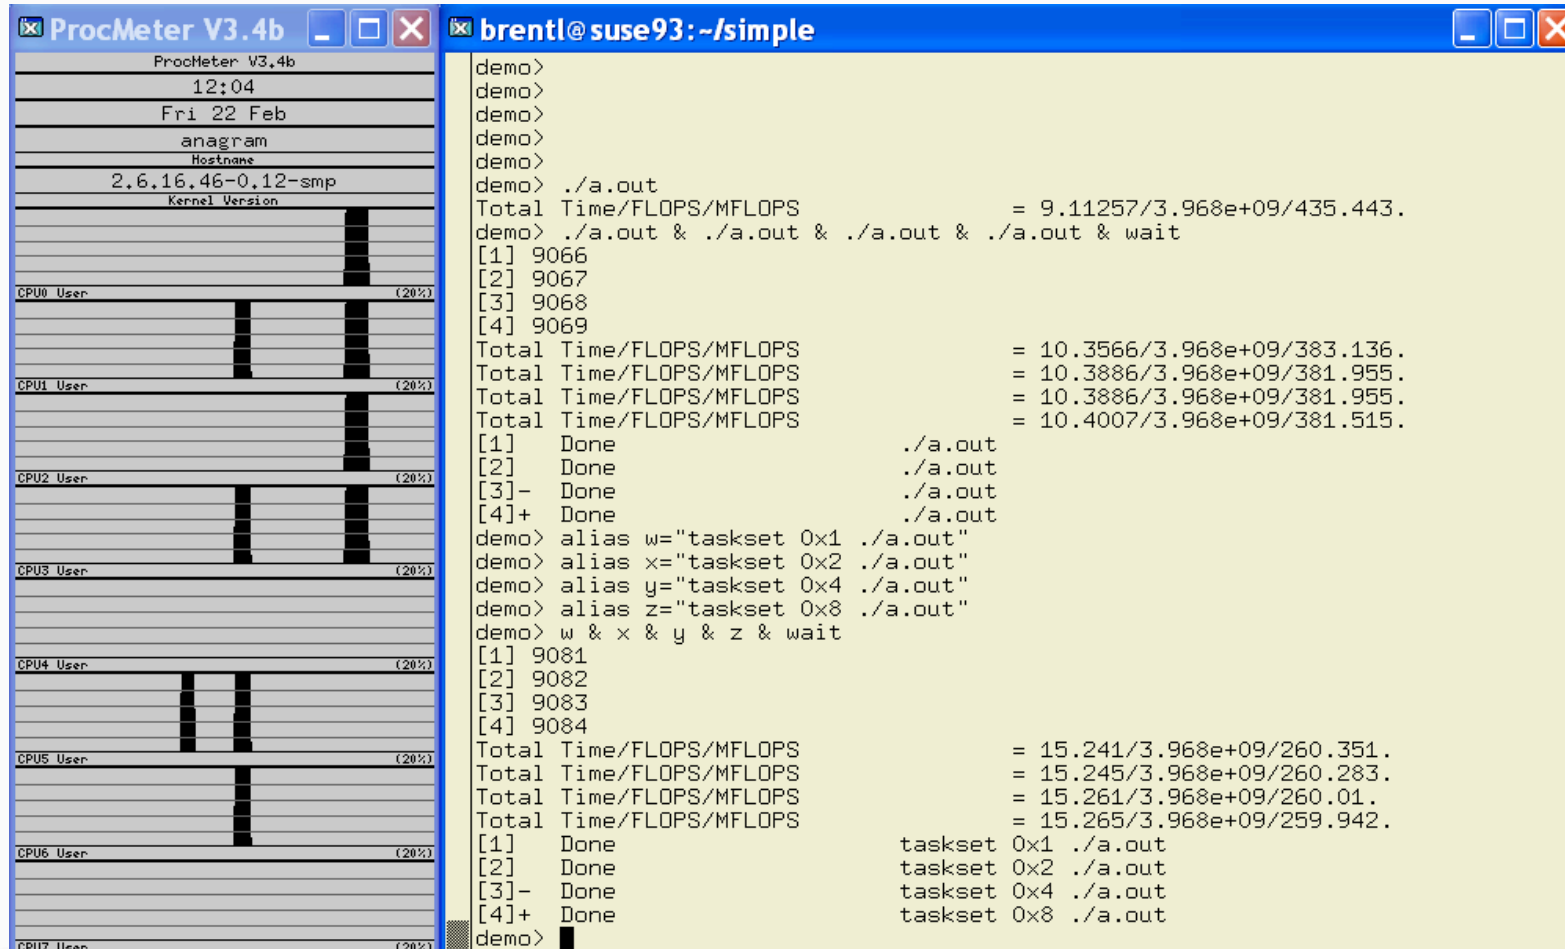 ProcMeter V3.4b
ProcMeter V3.4b
12:04
Fri 22 Feb
anagram
Hostname
2.6.16.46-0.12-smp
Kernel Version
CPU0 User (20%)
CPU1 User (20%)
CPU2 User (20%)
CPU3 User (20%)
CPU4 User (20%)
CPU5 User (20%)
CPU6 User (20%)
CPU7 User (20%)
brentl@suse93:~/simple
demo>
demo>
demo>
demo>
demo>
demo> ./a.out
Total Time/FLOPS/MFLOPS = 9.11257/3.968e+09/435.443.
demo> ./a.out & ./a.out & ./a.out & ./a.out & wait
[1] 9066
[2] 9067
[3] 9068
[4] 9069
Total Time/FLOPS/MFLOPS = 10.3566/3.968e+09/383.136.
Total Time/FLOPS/MFLOPS = 10.3886/3.968e+09/381.955.
Total Time/FLOPS/MFLOPS = 10.3886/3.968e+09/381.955.
Total Time/FLOPS/MFLOPS = 10.4007/3.968e+09/381.515.
[1] Done ./a.out
[2] Done ./a.out
[3]- Done ./a.out
[4]+ Done ./a.out
demo> alias w="taskset 0x1 ./a.out"
demo> alias x="taskset 0x2 ./a.out"
demo> alias y="taskset 0x4 ./a.out"
demo> alias z="taskset 0x8 ./a.out"
demo> w & x & y & z & wait
[1] 9081
[2] 9082
[3] 9083
[4] 9084
Total Time/FLOPS/MFLOPS = 15.241/3.968e+09/260.351.
Total Time/FLOPS/MFLOPS = 15.245/3.968e+09/260.283.
Total Time/FLOPS/MFLOPS = 15.261/3.968e+09/260.01.
Total Time/FLOPS/MFLOPS = 15.265/3.968e+09/259.942.
[1] Done taskset 0x1 ./a.out
[2] Done taskset 0x2 ./a.out
[3]- Done taskset 0x4 ./a.out
[4]+ Done taskset 0x8 ./a.out
demo>